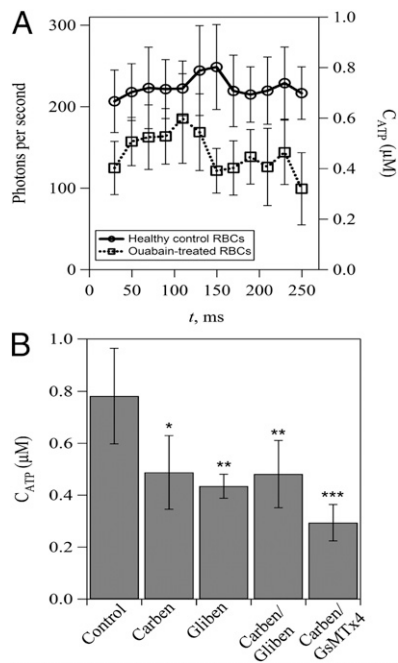 A
300
200
100
0
Photons per second
1.0
0.8
0.6
0.4
0.2
0.0
C_ATP (μM)
Healthy control RBCs
Ouabain-treated RBCs
0 50 100 150 200 250
t, ms
B
1.0
0.8
0.6
0.4
0.2
0.0
C_ATP (μM)
*
**
**
***
Control
Carben
Gliben
Carben/
Gliben
Carben/
GsMTx4